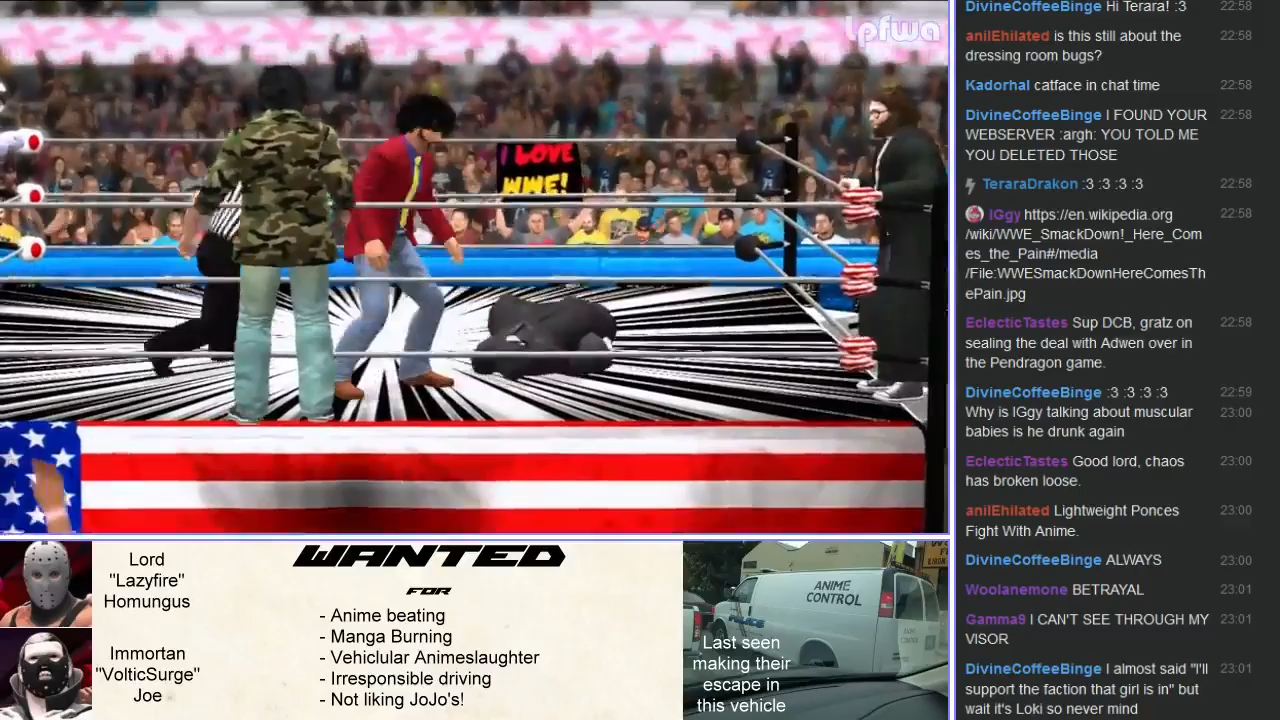 lpfwa
I LOVE
WWE!
Lord
"Lazyfire"
Homungus
Immortan
"VolticSurge"
Joe
WANTED
FOR
- Anime beating
- Manga Burning
- Vehiclular Animeslaughter
- Irresponsible driving
- Not liking JoJo's!
ANIME
CONTROL
POLICE
Last seen
making their
escape in
this vehicle
DivineCoffeeBinge Hi Terara! :3 22:58
anilEhilated is this still about the 22:58
dressing room bugs?
Kadorhal catface in chat time 22:58
DivineCoffeeBinge I FOUND YOUR 22:58
WEBSERVER :argh: YOU TOLD ME
YOU DELETED THOSE
TeraraDrakon :3 :3 :3 :3 22:58
IGgy https://en.wikipedia.org 22:58
/wiki/WWE_SmackDown!_Here_Com
es_the_Pain#/media
/File:WWESmackDownHereComesTh
ePain.jpg
EclecticTastes Sup DCB, gratz on 22:58
sealing the deal with Adwen over in
the Pendragon game.
DivineCoffeeBinge :3 :3 :3 :3 22:59
Why is IGgy talking about muscular 23:00
babies is he drunk again
EclecticTastes Good lord, chaos 23:00
has broken loose.
anilEhilated Lightweight Ponces 23:00
Fight With Anime.
DivineCoffeeBinge ALWAYS 23:00
Woolanemone BETRAYAL 23:01
Gamma9 I CAN'T SEE THROUGH MY 23:01
VISOR
DivineCoffeeBinge I almost said "I'll 23:01
support the faction that girl is in" but
wait it's Loki so never mind